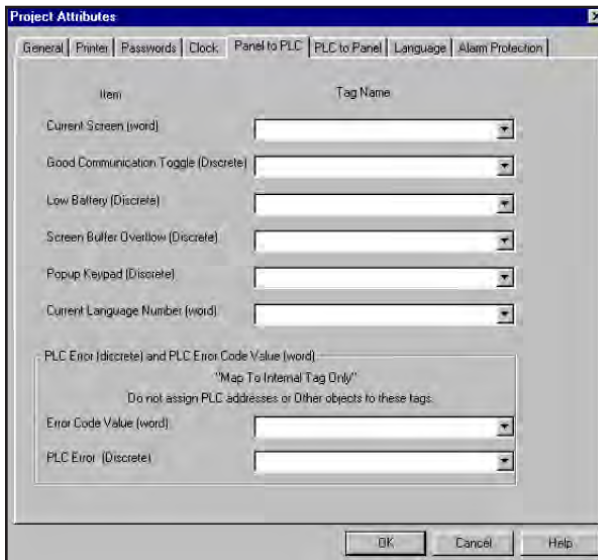 Project Attributes
General Printer Passwords Clock Panel to PLC PLC to Panel Language Alarm Protection
Item Tag Name
Current Screen (word)
Good Communication Toggle (Discrete)
Low Battery (Discrete)
Screen Buffer Overflow (Discrete)
Popup Keypad (Discrete)
Current Language Number (word)
PLC Error (discrete) and PLC Error Code Value (word)
"Map To Internal Tag Only"
Do not assign PLC addresses or Other objects to these tags.
Error Code Value (word)
PLC Error (Discrete)
OK Cancel Help